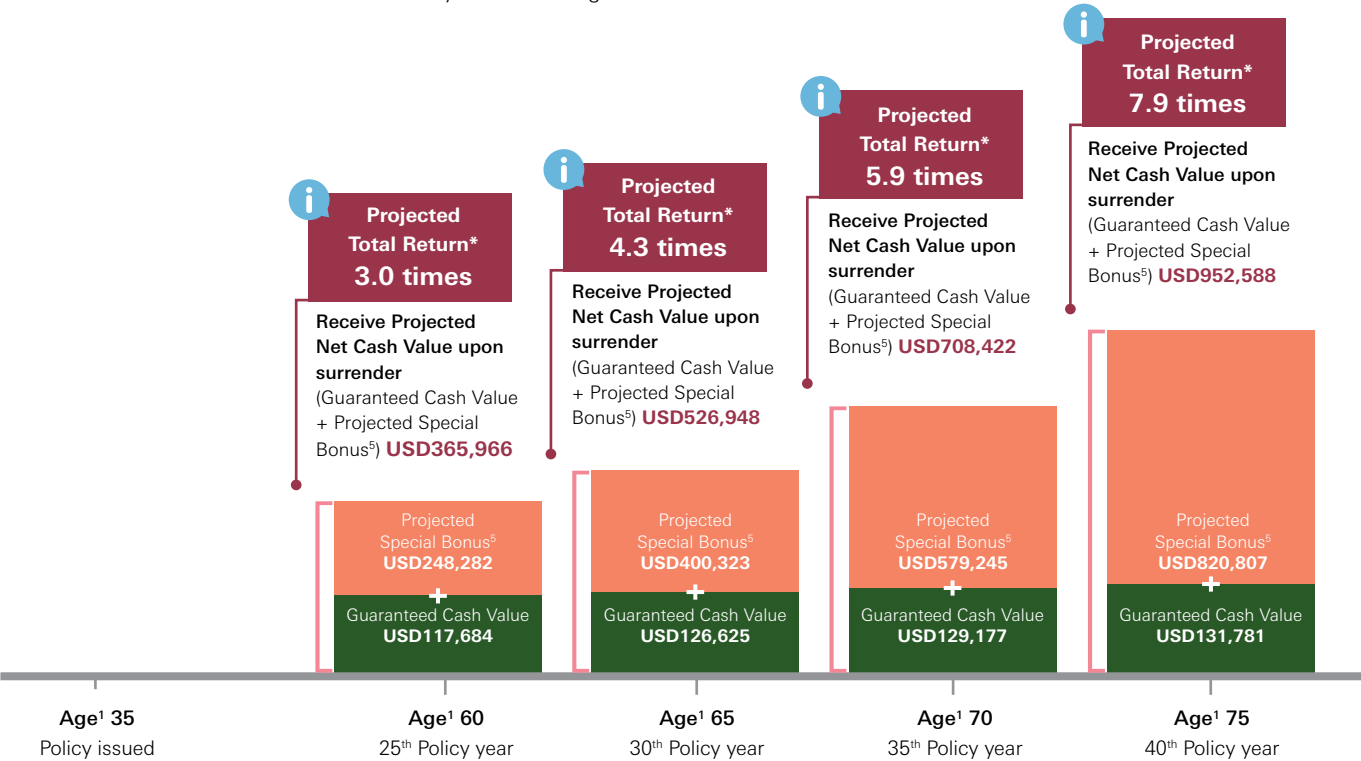 Projected
Total Return*
3.0 times
Receive Projected
Net Cash Value upon
surrender
(Guaranteed Cash Value
+ Projected Special
Bonus⁵) USD365,966
Projected
Special Bonus⁵
USD248,282
+
Guaranteed Cash Value
USD117,684
Projected
Total Return*
4.3 times
Receive Projected
Net Cash Value upon
surrender
(Guaranteed Cash Value
+ Projected Special
Bonus⁵) USD526,948
Projected
Special Bonus⁵
USD400,323
+
Guaranteed Cash Value
USD126,625
Projected
Total Return*
5.9 times
Receive Projected
Net Cash Value upon
surrender
(Guaranteed Cash Value
+ Projected Special
Bonus⁵) USD708,422
Projected
Special Bonus⁵
USD579,245
+
Guaranteed Cash Value
USD129,177
Projected
Total Return*
7.9 times
Receive Projected
Net Cash Value upon
surrender
(Guaranteed Cash Value
+ Projected Special
Bonus⁵) USD952,588
Projected
Special Bonus⁵
USD820,807
+
Guaranteed Cash Value
USD131,781
Age¹ 35
Policy issued
Age¹ 60
25th Policy year
Age¹ 65
30th Policy year
Age¹ 70
35th Policy year
Age¹ 75
40th Policy year